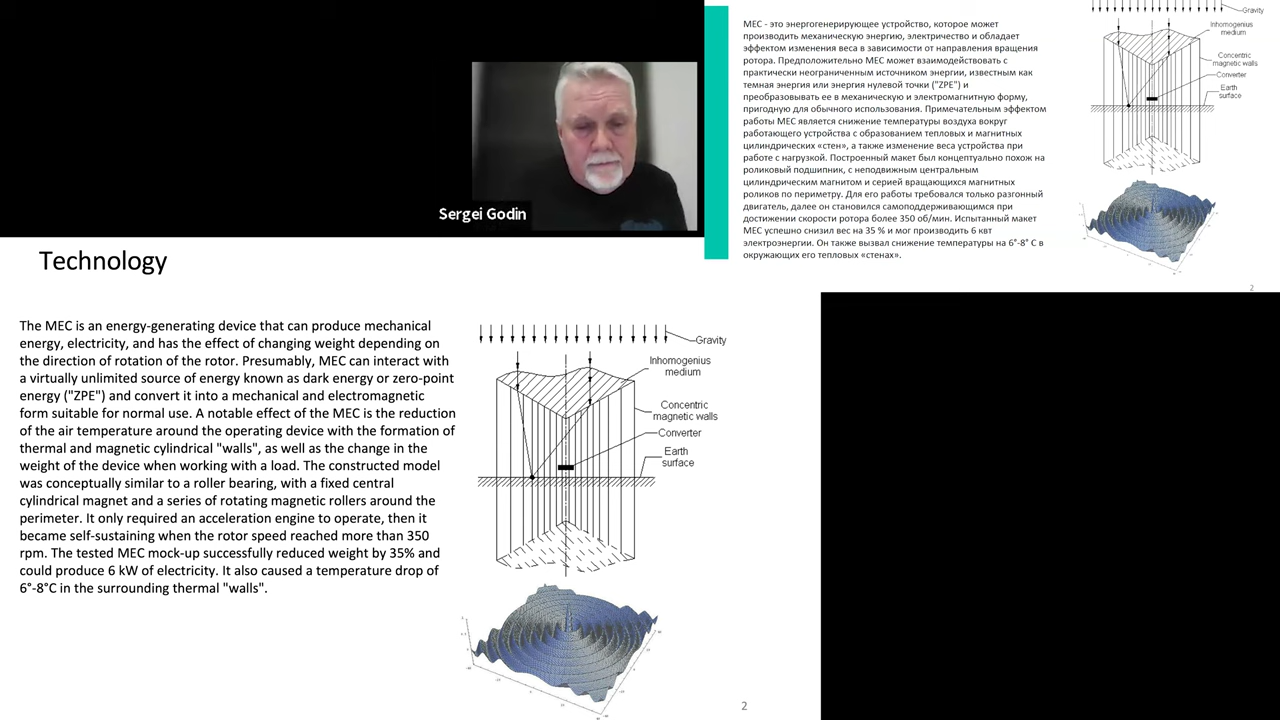 Sergei Godin
МЕС - это энергогенерирующее устройство, которое может
производить механическую энергию, электричество и обладает
эффектом изменения веса в зависимости от направления вращения
ротора. Предположительно МЕС может взаимодействовать с
практически неограниченным источником энергии, известным как
темная энергия или энергия нулевой точки ("ZPE") и
преобразовывать ее в механическую и электромагнитную форму,
пригодную для обычного использования. Примечательным эффектом
работы МЕС является снижение температуры воздуха вокруг
работающего устройства с образованием тепловых и магнитных
цилиндрических «стен», а также изменение веса устройства при
работе с нагрузкой. Построенный макет был концептуально похож на
роликовый подшипник, с неподвижным центральным
цилиндрическим магнитом и серией вращающихся магнитных
роликов по периметру. Для его работы требовался только разгонный
двигатель, далее он становился самоподдерживающимся при
достижении скорости ротора более 350 об/мин. Испытанный макет
МЕС успешно снизил вес на 35 % и мог производить 6 квт
электроэнергии. Он также вызвал снижение температуры на 6°-8° С в
окружающих его тепловых «стенах».
Gravity
Inhomogenius
medium
Concentric
magnetic walls
Converter
Earth
surface
2
Technology
The MEC is an energy-generating device that can produce mechanical
energy, electricity, and has the effect of changing weight depending on
the direction of rotation of the rotor. Presumably, MEC can interact with
a virtually unlimited source of energy known as dark energy or zero-point
energy ("ZPE") and convert it into a mechanical and electromagnetic
form suitable for normal use. A notable effect of the MEC is the reduction
of the air temperature around the operating device with the formation of
thermal and magnetic cylindrical "walls", as well as the change in the
weight of the device when working with a load. The constructed model
was conceptually similar to a roller bearing, with a fixed central
cylindrical magnet and a series of rotating magnetic rollers around the
perimeter. It only required an acceleration engine to operate, then it
became self-sustaining when the rotor speed reached more than 350
rpm. The tested MEC mock-up successfully reduced weight by 35% and
could produce 6 kW of electricity. It also caused a temperature drop of
6°-8°C in the surrounding thermal "walls".
Gravity
Inhomogenius
medium
Concentric
magnetic walls
Converter
Earth
surface
2